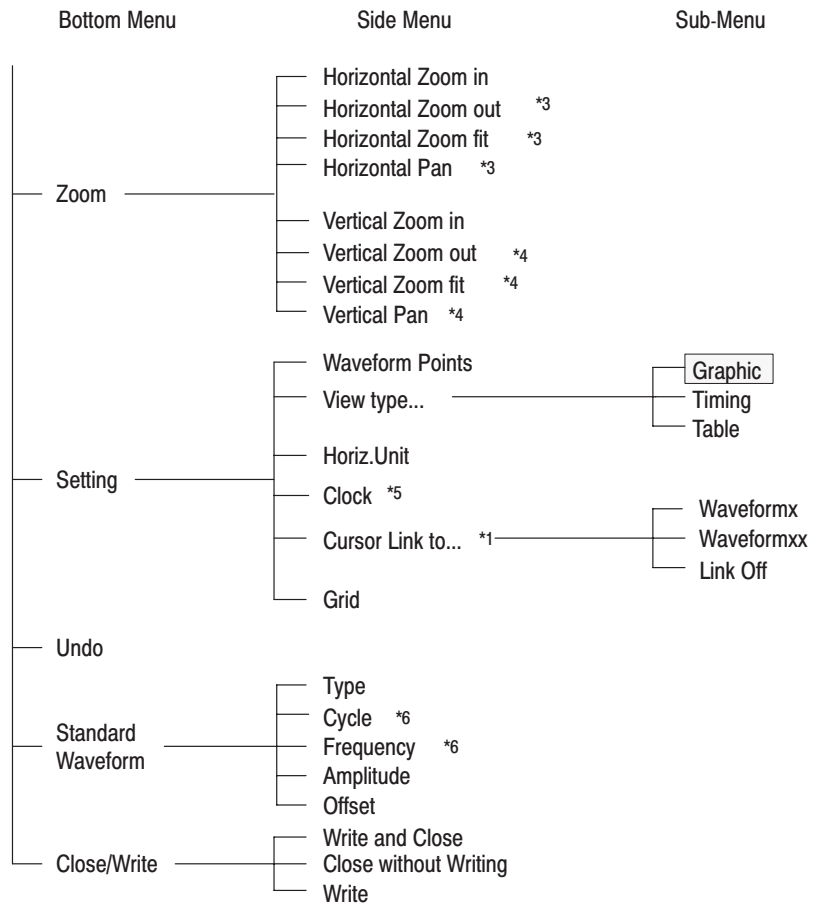 Bottom Menu Side Menu Sub-Menu
Horizontal Zoom in
Horizontal Zoom out *3
Horizontal Zoom fit *3
Horizontal Pan *3
Zoom
Vertical Zoom in
Vertical Zoom out *4
Vertical Zoom fit *4
Vertical Pan *4
Waveform Points
Graphic
View type...
Timing
Table
Horiz.Unit
Setting
Clock *5
Waveformx
Cursor Link to... *1
Waveformxx
Link Off
Grid
Undo
Type
Cycle *6
Standard
Waveform
Frequency *6
Amplitude
Offset
Write and Close
Close/Write
Close without Writing
Write